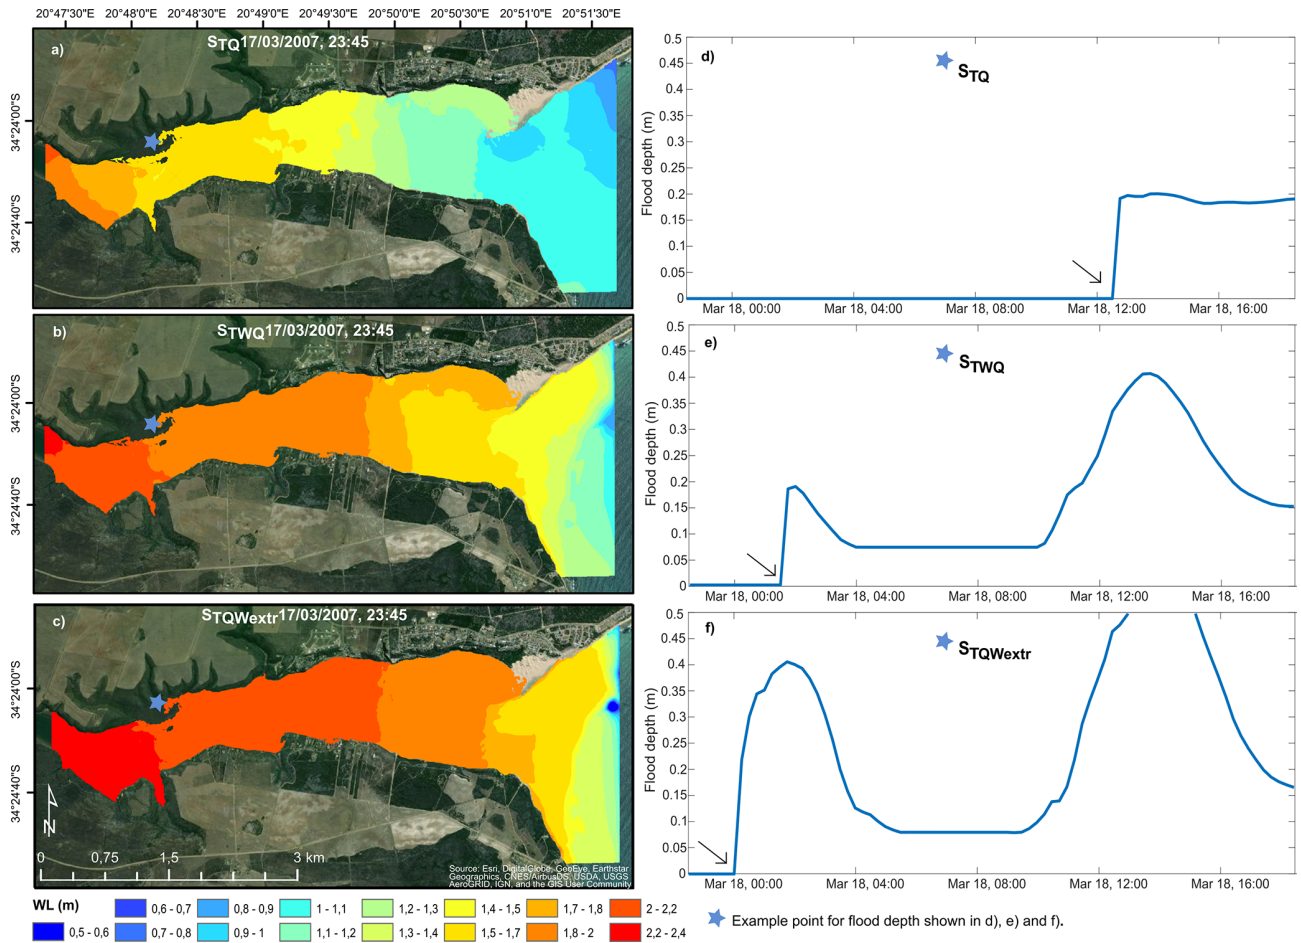 20°47'30"E 20°48'0"E 20°48'30"E 20°49'0"E 20°49'30"E 20°50'0"E 20°50'30"E 20°51'0"E 20°51'30"E
a) STQ17/03/2007, 23:45
34°24'00"S
34°24'40"S
b) STWQ17/03/2007, 23:45
34°24'00"S
34°24'40"S
c) STQWextr17/03/2007, 23:45
34°24'00"S
34°24'40"S
N
0 0,75 1,5 3 km
Source: Esri, DigitalGlobe, GeoEye, Earthstar
Geographics, CNES/AirbusDS, USDA, USGS
AeroGRID, IGN, and the GIS User Community
WL (m)
0,6 - 0,7 0,8 - 0,9 1 - 1,1 1,2 - 1,3 1,4 - 1,5 1,7 - 1,8 2 - 2,2
0,5 - 0,6 0,7 - 0,8 0,9 - 1 1,1 - 1,2 1,3 - 1,4 1,5 - 1,7 1,8 - 2 2,2 - 2,4
d) STQ
Flood depth (m)
0.5
0.45
0.4
0.35
0.3
0.25
0.2
0.15
0.1
0.05
0
Mar 18, 00:00 Mar 18, 04:00 Mar 18, 08:00 Mar 18, 12:00 Mar 18, 16:00
e) STWQ
Flood depth (m)
0.5
0.45
0.4
0.35
0.3
0.25
0.2
0.15
0.1
0.05
0
Mar 18, 00:00 Mar 18, 04:00 Mar 18, 08:00 Mar 18, 12:00 Mar 18, 16:00
f) STQWextr
Flood depth (m)
0.5
0.45
0.4
0.35
0.3
0.25
0.2
0.15
0.1
0.05
0
Mar 18, 00:00 Mar 18, 04:00 Mar 18, 08:00 Mar 18, 12:00 Mar 18, 16:00
Example point for flood depth shown in d), e) and f).